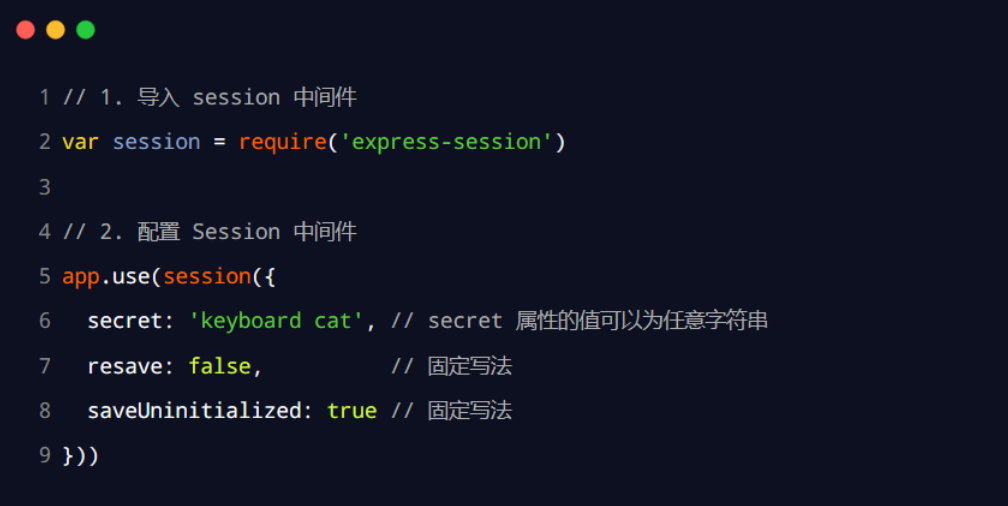 1 // 1. 导入 session 中间件
2 var session = require('express-session')
3
4 // 2. 配置 Session 中间件
5 app.use(session({
6   secret: 'keyboard cat', // secret 属性的值可以为任意字符串
7   resave: false,          // 固定写法
8   saveUninitialized: true // 固定写法
9 }))